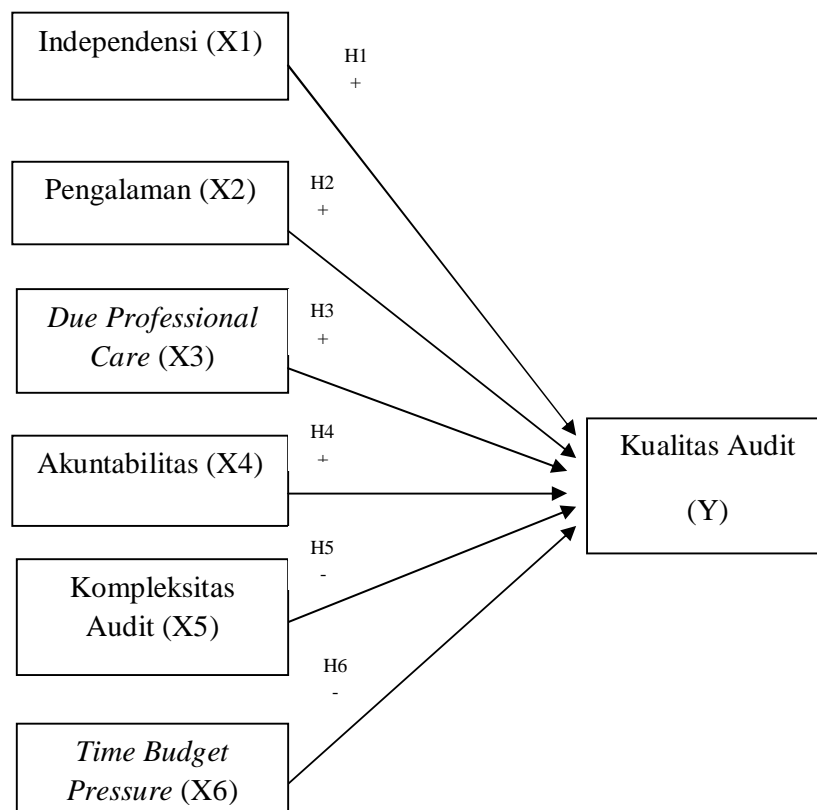 Independensi (X1)
H1
+
Pengalaman (X2)
H2
+
Due Professional
Care (X3)
H3
+
Akuntabilitas (X4)
H4
+
Kualitas Audit
(Y)
Kompleksitas
Audit (X5)
H5
-
Time Budget
Pressure (X6)
H6
-